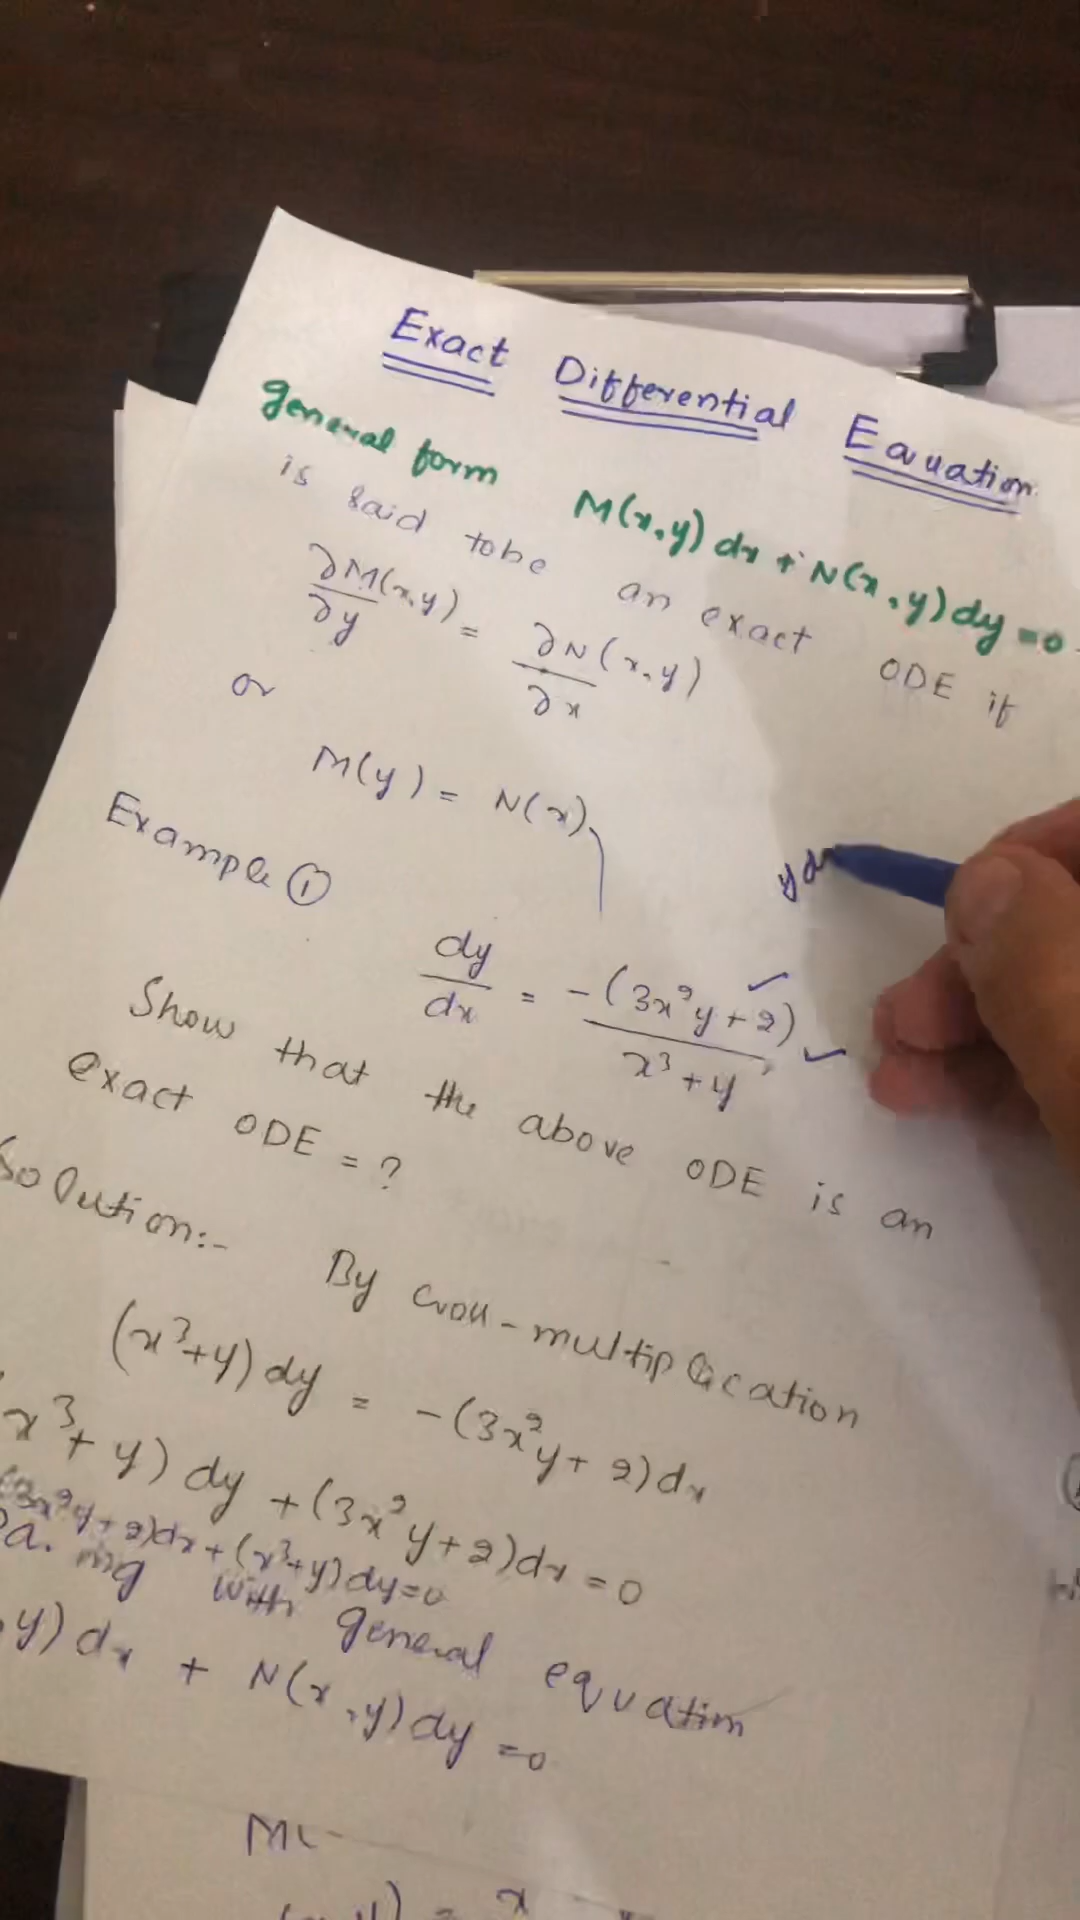 Exact Differential Equation
general form M(x,y) dx + N(x,y) dy = 0
is said tobe an exact ODE if
∂M(x,y)/∂y = ∂N(x,y)/∂x
or
M(y) = N(x)
y dx
Example ①
dy/dx = -(3x²y+2)/(x³+y)
Show that the above ODE is an
exact ODE = ?
Solution:- By cross-multiplication
(x³+y) dy = -(3x²y+2) dx
x³+y) dy + (3x²y+2) dx = 0
(3x²y+2)dx + (x³+y)dy=0
ing with general equation
,y) dx + N(x,y) dy = 0